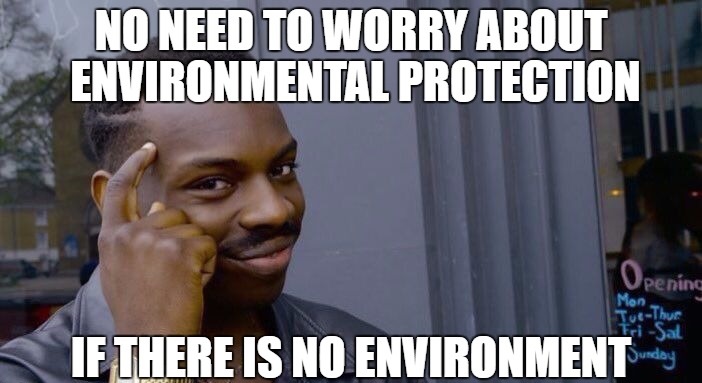 NO NEED TO WORRY ABOUT
ENVIRONMENTAL PROTECTION
Opening
Mon
Tue-Thur
Fri-Sat
Sunday
IF THERE IS NO ENVIRONMENT